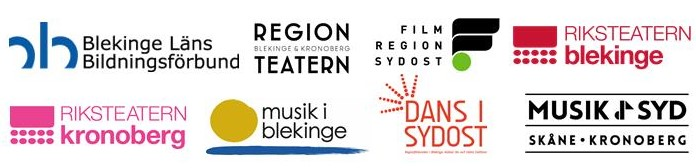 Blekinge Läns
Bildningsförbund
REGION
BLEKINGE & KRONOBERG
TEATERN
FILM
REGION
SYDOST
RIKSTEATERN
blekinge
RIKSTEATERN
kronoberg
musik i
blekinge
DANS I
SYDOST
MUSIK SYD
SKÅNE • KRONOBERG